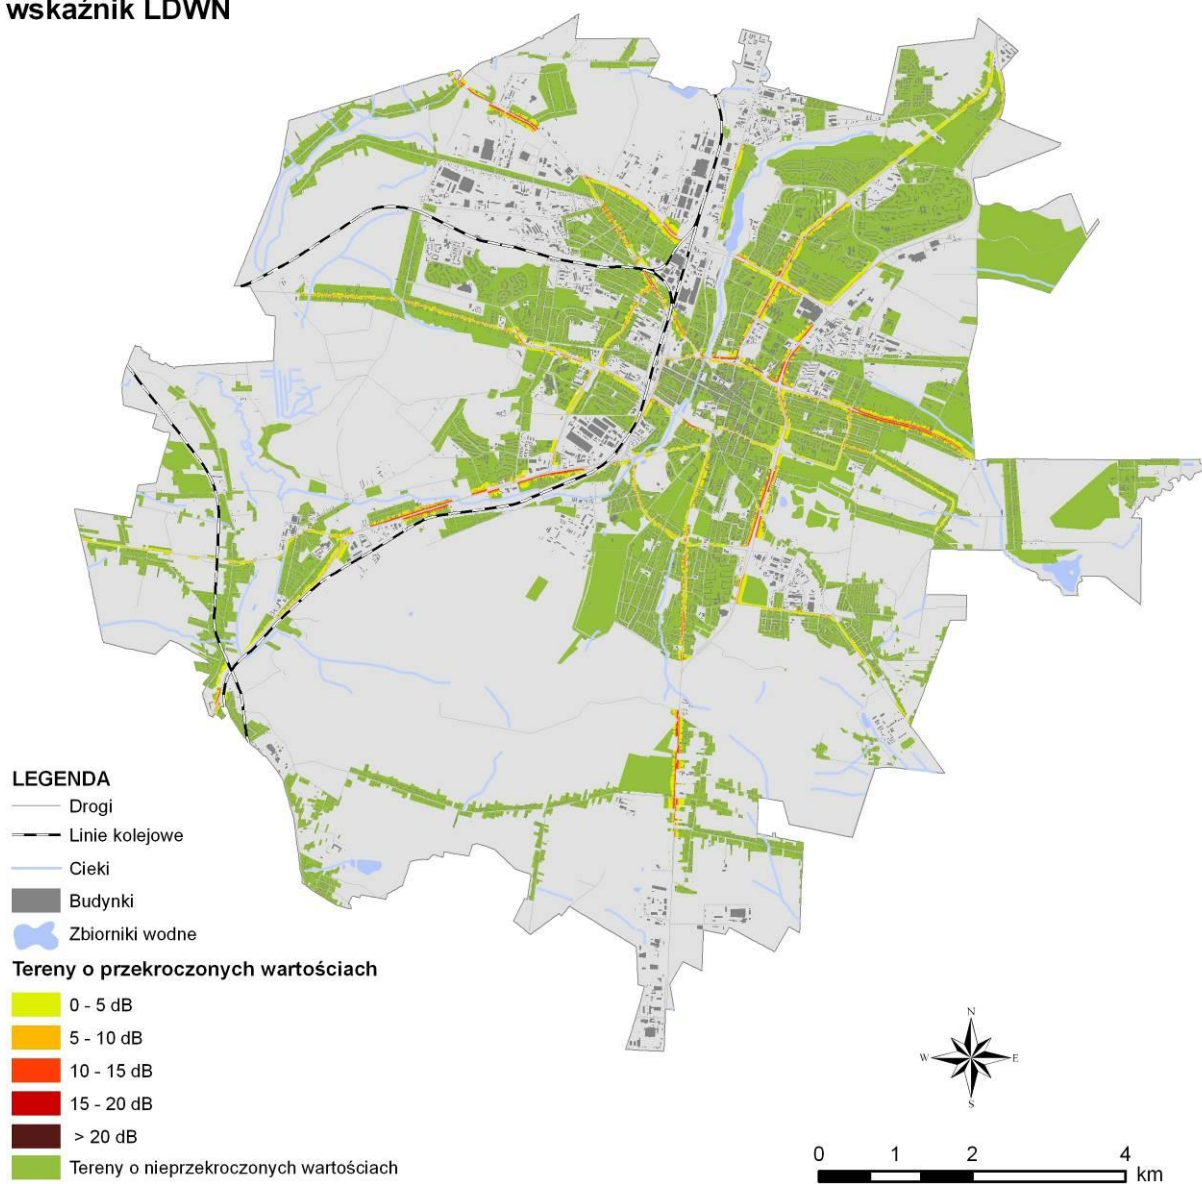 wskaźnik LDWN
LEGENDA
Drogi
Linie kolejowe
Cieki
Budynki
Zbiorniki wodne
Tereny o przekroczonych wartościach
0 - 5 dB
5 - 10 dB
10 - 15 dB
15 - 20 dB
> 20 dB
Tereny o nieprzekroczonych wartościach
N
W E
S
0 1 2 4
km